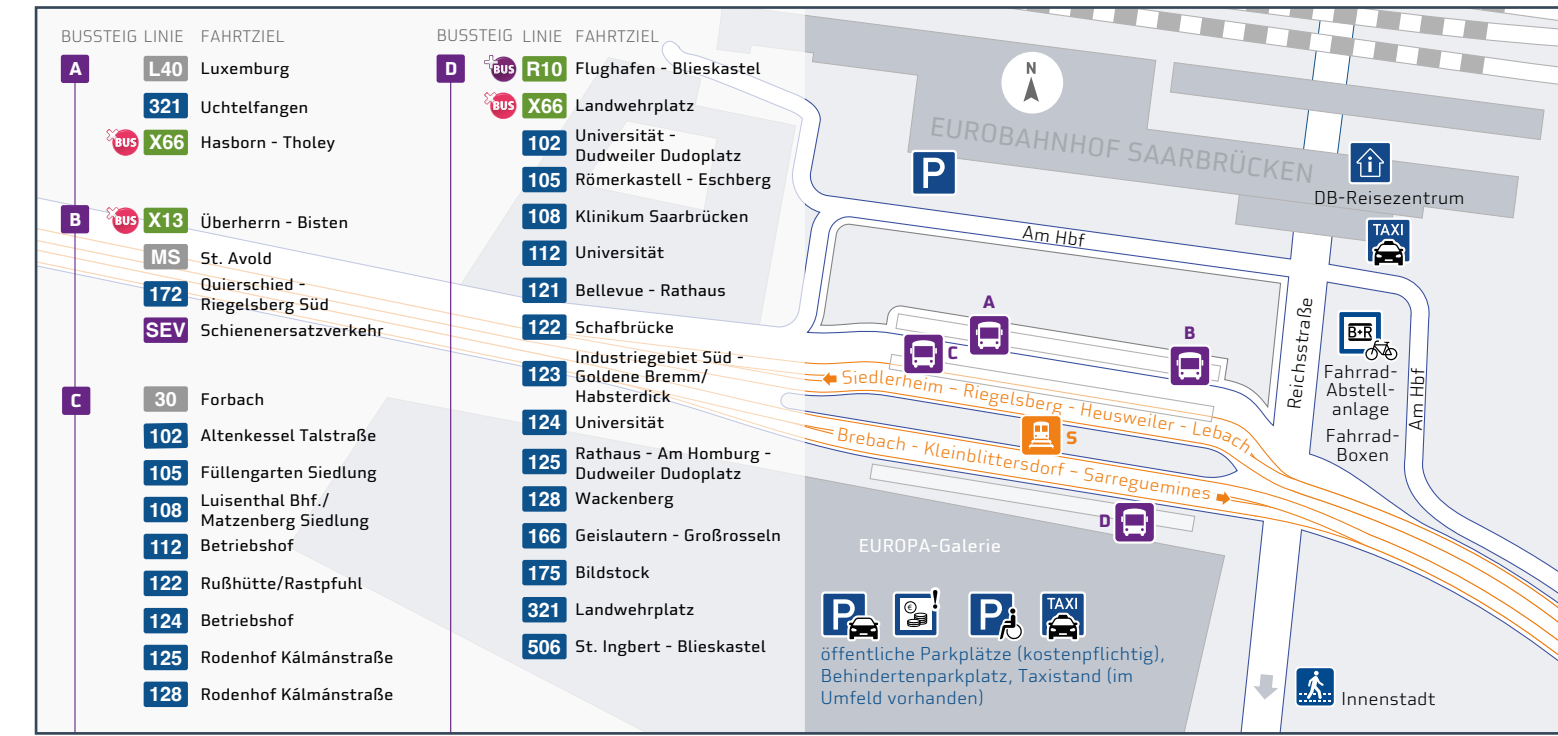 BUSSTEIG LINIE FAHRTZIEL
A L40 Luxemburg
321 Uchtelfangen
XBUS X66 Hasborn - Tholey
B XBUS X13 Überherrn - Bisten
MS St. Avold
172 Quierschied -
Riegelsberg Süd
SEV Schienenersatzverkehr
C 30 Forbach
102 Altenkessel Talstraße
105 Füllengarten Siedlung
108 Luisenthal Bhf./
Matzenberg Siedlung
112 Betriebshof
122 Rußhütte/Rastpfuhl
124 Betriebshof
125 Rodenhof Kálmánstraße
128 Rodenhof Kálmánstraße
BUSSTEIG LINIE FAHRTZIEL
D +BUS R10 Flughafen - Blieskastel
XBUS X66 Landwehrplatz
102 Universität -
Dudweiler Dudoplatz
105 Römerkastell - Eschberg
108 Klinikum Saarbrücken
112 Universität
121 Bellevue - Rathaus
122 Schafbrücke
123 Industriegebiet Süd -
Goldene Bremm/
Habsterdick
124 Universität
125 Rathaus - Am Homburg -
Dudweiler Dudoplatz
128 Wackenberg
166 Geislautern - Großrosseln
175 Bildstock
321 Landwehrplatz
506 St. Ingbert - Blieskastel
N
EUROBAHNHOF SAARBRÜCKEN
P
DB-Reisezentrum
TAXI
Am Hbf
Reichsstraße
A
B
C
B+R
Fahrrad-
Abstell-
anlage
Fahrrad-
Boxen
Am Hbf
Siedlerheim - Riegelsberg - Heusweiler - Lebach
S
Brebach - Kleinblittersdorf - Sarreguemines
D
EUROPA-Galerie
P € ! P TAXI
öffentliche Parkplätze (kostenpflichtig),
Behindertenparkplatz, Taxistand (im
Umfeld vorhanden)
Innenstadt